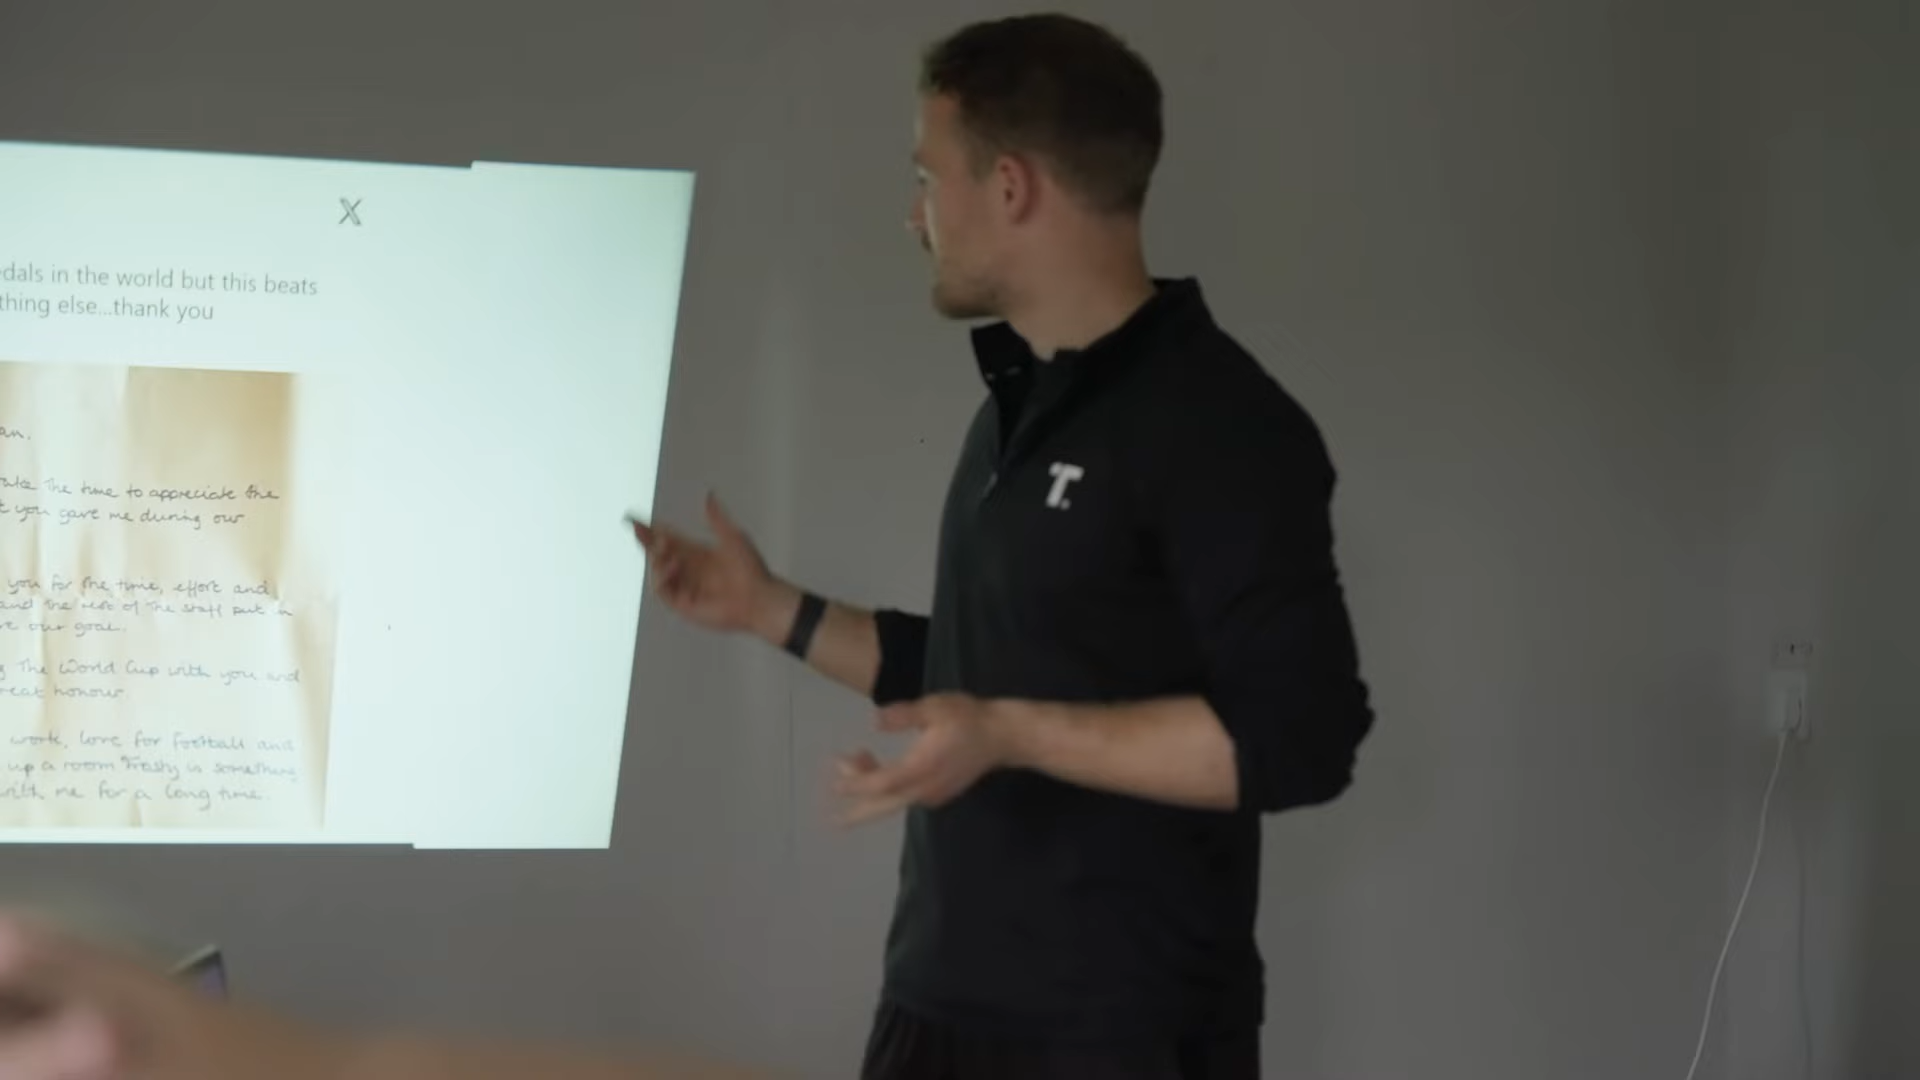 X
edals in the world but this beats
thing else...thank you
an.
take the time to appreciate the
t you gave me during our
you for the time, effort and
and the rest of the staff put in
re our goal.
g the World Cup with you and
reat honour.
work, love for football and
up a room Trashy is something
with me for a long time.
T.